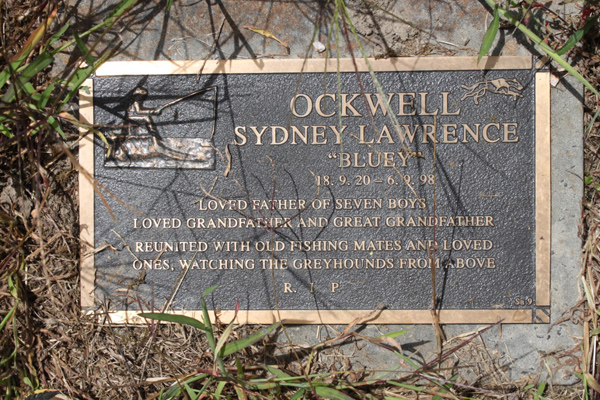 OCKWELL
SYDNEY LAWRENCE
"BLUEY"
18. 9. 20 – 6. 9. 98
LOVED FATHER OF SEVEN BOYS
LOVED GRANDFATHER AND GREAT GRANDFATHER
REUNITED WITH OLD FISHING MATES AND LOVED
ONES, WATCHING THE GREYHOUNDS FROM ABOVE
R. I. P